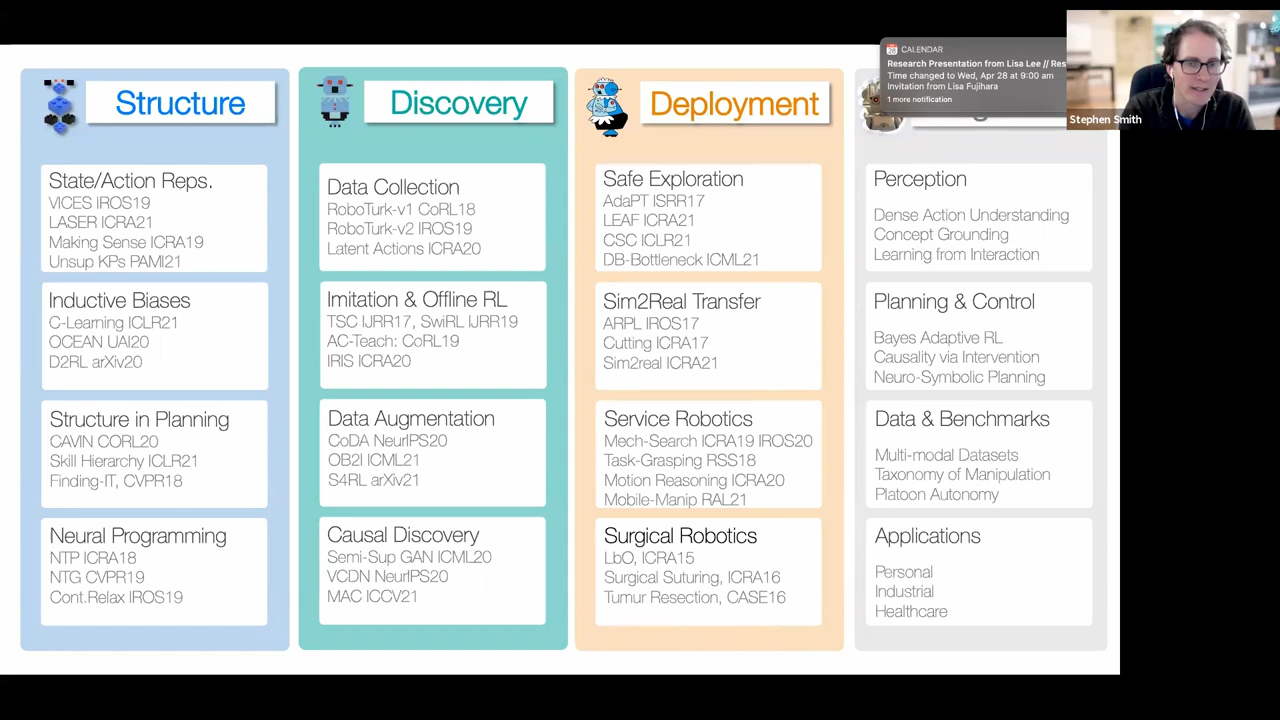 Structure
State/Action Reps.
VICES IROS19
LASER ICRA21
Making Sense ICRA19
Unsup KPs PAMI21
Inductive Biases
C-Learning ICLR21
OCEAN UAI20
D2RL arXiv20
Structure in Planning
CAVIN CORL20
Skill Hierarchy ICLR21
Finding-IT, CVPR18
Neural Programming
NTP ICRA18
NTG CVPR19
Cont.Relax IROS19
Discovery
Data Collection
RoboTurk-v1 CoRL18
RoboTurk-v2 IROS19
Latent Actions ICRA20
Imitation & Offline RL
TSC IJRR17, SwiRL IJRR19
AC-Teach: CoRL19
IRIS ICRA20
Data Augmentation
CoDA NeurIPS20
OB2I ICML21
S4RL arXiv21
Causal Discovery
Semi-Sup GAN ICML20
VCDN NeurIPS20
MAC ICCV21
Deployment
Safe Exploration
AdaPT ISRR17
LEAF ICRA21
CSC ICLR21
DB-Bottleneck ICML21
Sim2Real Transfer
ARPL IROS17
Cutting ICRA17
Sim2real ICRA21
Service Robotics
Mech-Search ICRA19 IROS20
Task-Grasping RSS18
Motion Reasoning ICRA20
Mobile-Manip RAL21
Surgical Robotics
LbO, ICRA15
Surgical Suturing, ICRA16
Tumur Resection, CASE16
Perception
Dense Action Understanding
Concept Grounding
Learning from Interaction
Planning & Control
Bayes Adaptive RL
Causality via Intervention
Neuro-Symbolic Planning
Data & Benchmarks
Multi-modal Datasets
Taxonomy of Manipulation
Platoon Autonomy
Applications
Personal
Industrial
Healthcare
CALENDAR
Research Presentation from Lisa Lee // Res
Time changed to Wed, Apr 28 at 9:00 am
Invitation from Lisa Fujihara
1 more notification
Stephen Smith